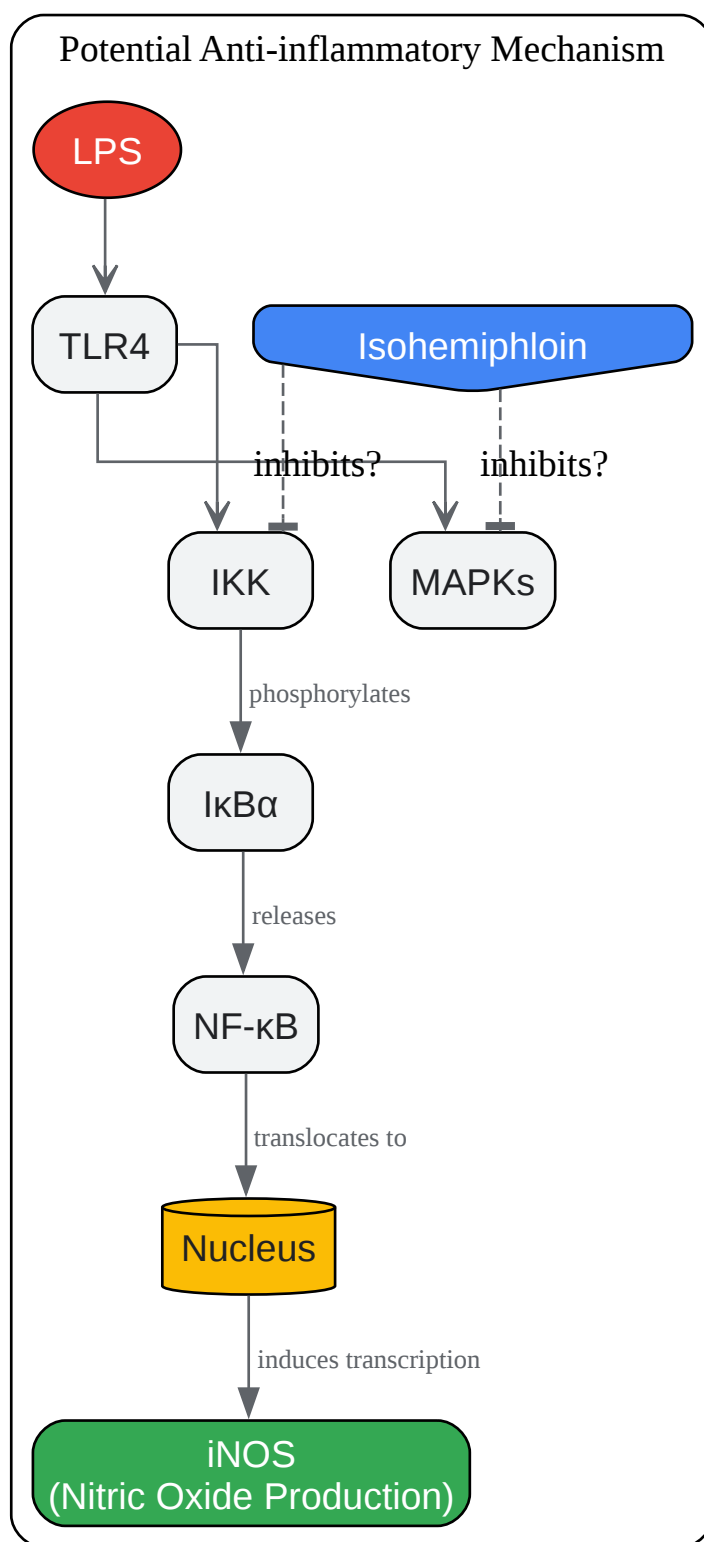 Potential Anti-inflammatory Mechanism
LPS
TLR4
Isohemiphloin
inhibits?
inhibits?
IKK
MAPKs
phosphorylates
IκBα
releases
NF-κB
translocates to
Nucleus
induces transcription
iNOS
(Nitric Oxide Production)